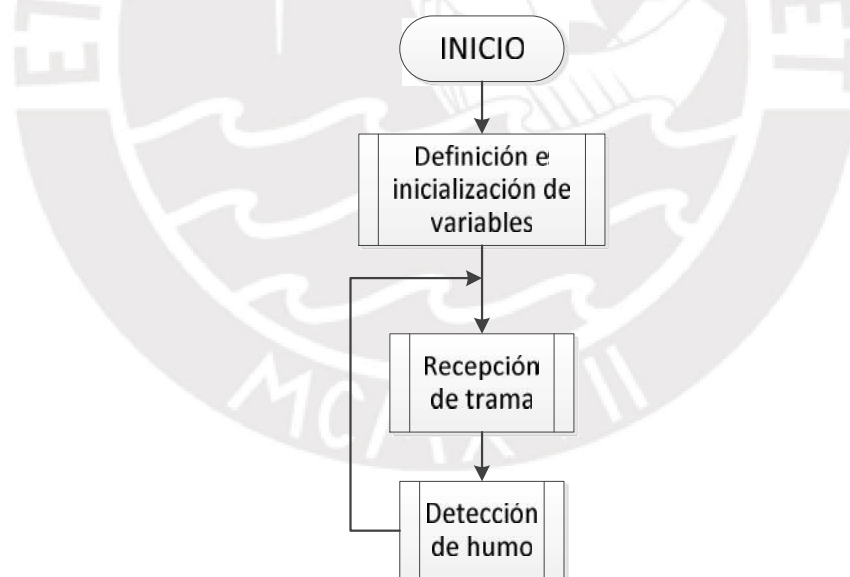 INICIO
Definición e
inicialización de
variables
Recepción
de trama
Detección
de humo